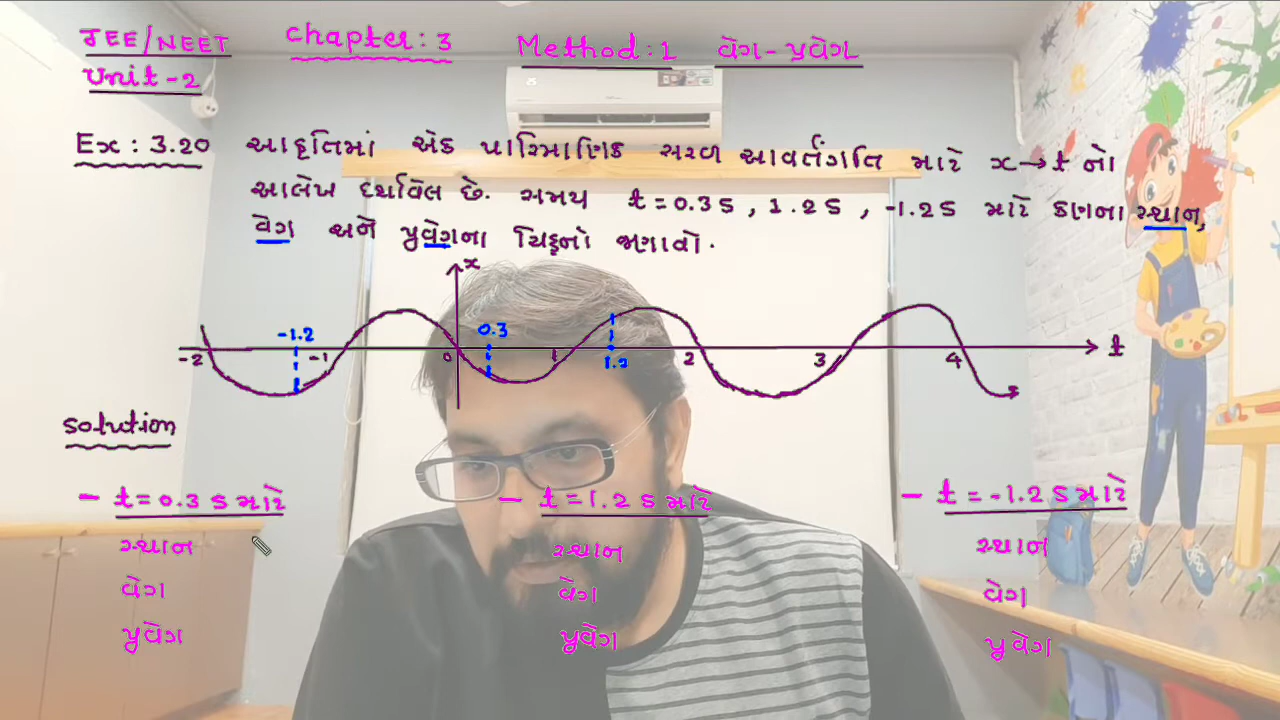 JEE/NEET Chapter: 3 Method: 1 વેગ-પ્રવેગ
Unit-2
Ex: 3.20 આકૃતિમાં એક પારિમાણિક સરળ આવર્તગતિ માટે x→t નો
આલેખ દર્શાવેલ છે. સમય t=0.3 s, 1.2 s, -1.2 s માટે કણના સ્થાન,
વેગ અને પ્રવેગના ચિહ્નનો જણાવો.
x
-1.2 0.3
-2 -1 0 1 1.2 2 3 4 t
Solution
- t=0.3 s માટે - t=1.2 s માટે - t=-1.2 s માટે
સ્થાન સ્થાન સ્થાન
વેગ વેગ વેગ
પ્રવેગ પ્રવેગ પ્રવેગ